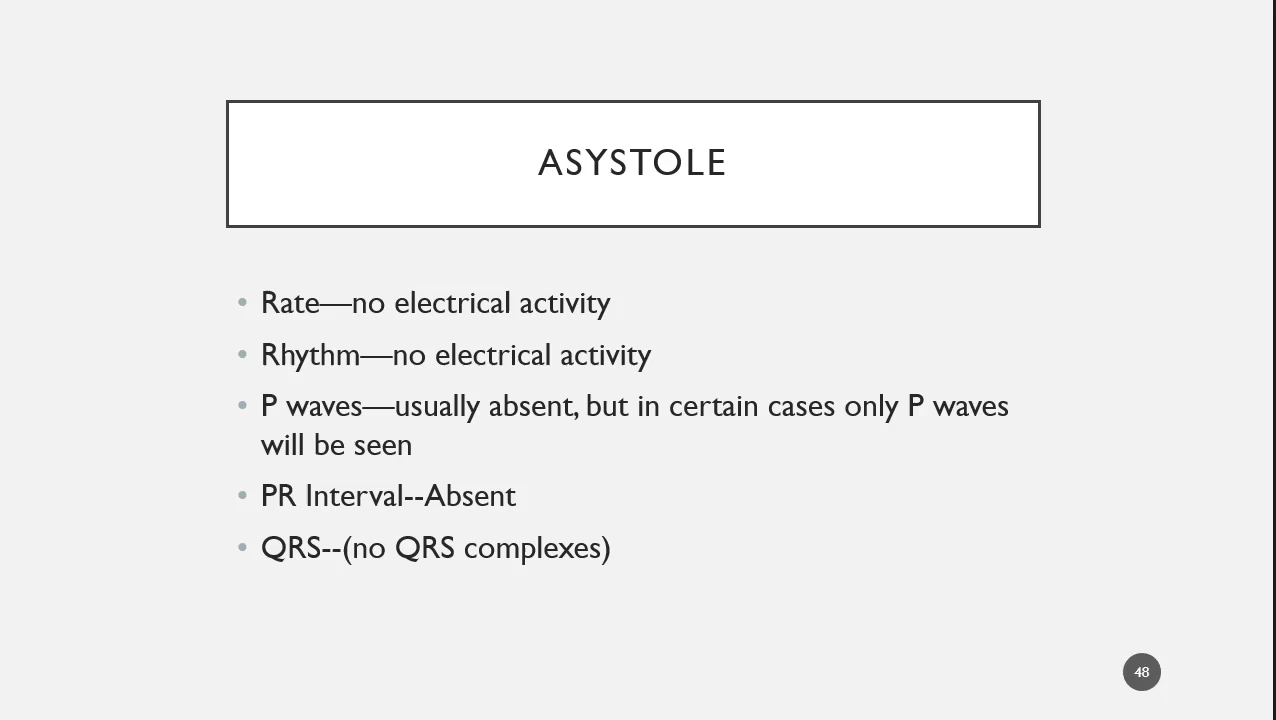 ASYSTOLE
• Rate—no electrical activity
• Rhythm—no electrical activity
• P waves—usually absent, but in certain cases only P waves
will be seen
• PR Interval--Absent
• QRS--(no QRS complexes)
48